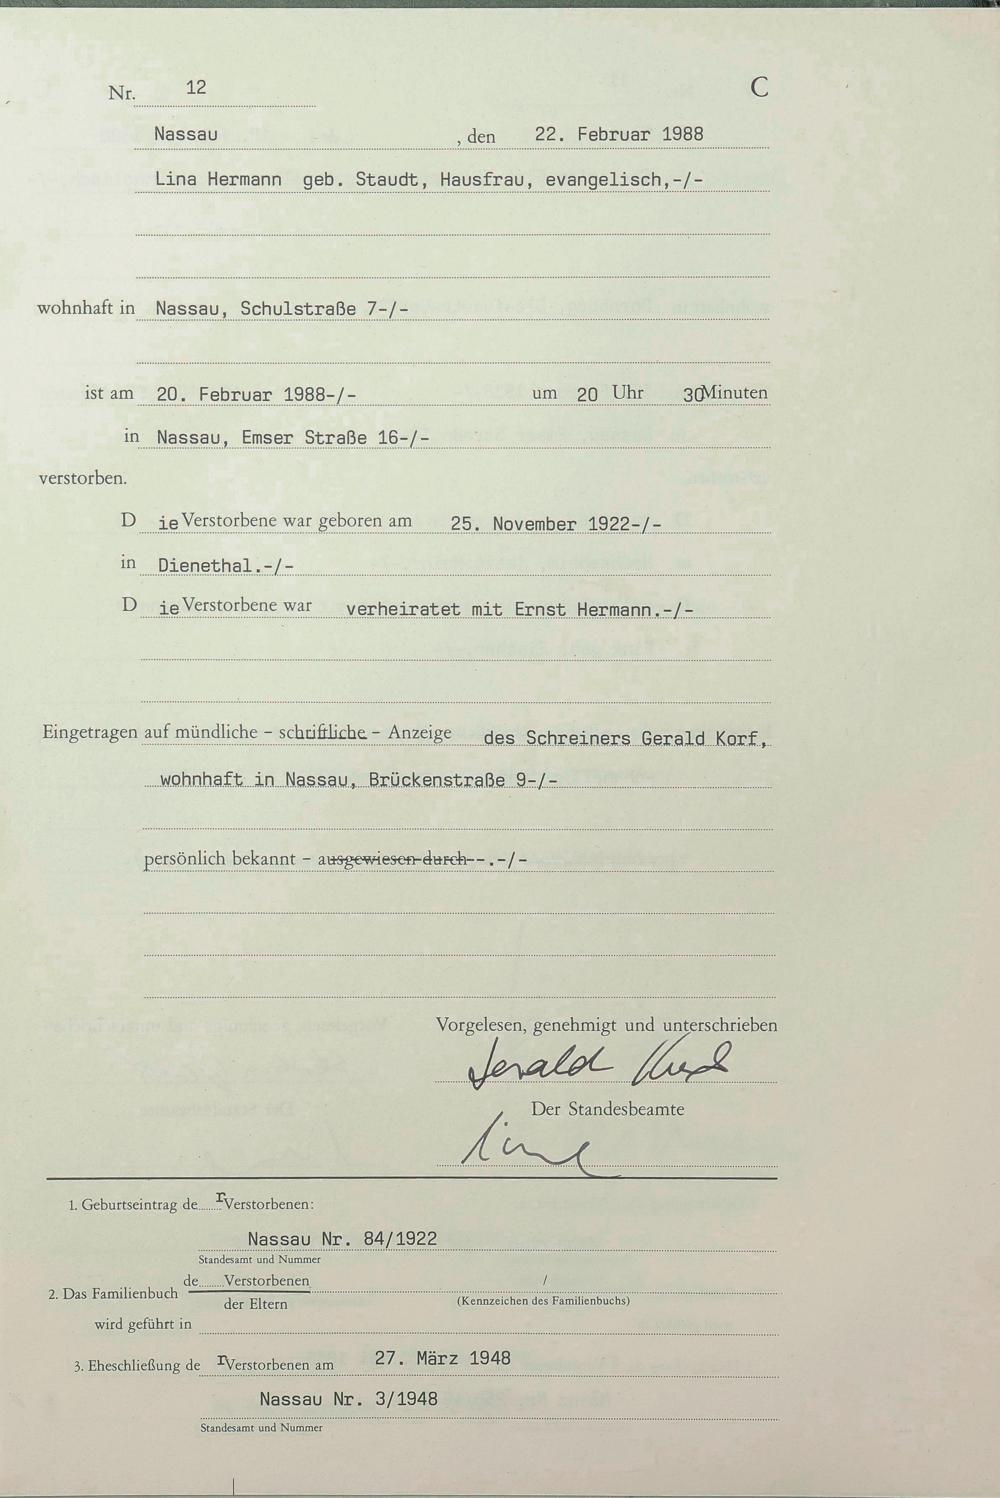 Nr. 12 C
Nassau, den 22. Februar 1988
Lina Hermann geb. Staudt, Hausfrau, evangelisch,-/-
wohnhaft in Nassau, Schulstraße 7-/-
ist am 20. Februar 1988-/- um 20 Uhr 30 Minuten
in Nassau, Emser Straße 16-/-
verstorben.
Die Verstorbene war geboren am 25. November 1922-/-
in Dienethal.-/-
Die Verstorbene war verheiratet mit Ernst Hermann.-/-
Eingetragen auf mündliche - schriftliche - Anzeige des Schreiners Gerald Korf,
wohnhaft in Nassau, Brückenstraße 9-/-
persönlich bekannt - ausgewiesen durch--.-/-
Vorgelesen, genehmigt und unterschrieben
Gerald Korf
Der Standesbeamte
1. Geburtseintrag der Verstorbenen:
Nassau Nr. 84/1922
Standesamt und Nummer
2. Das Familienbuch de Verstorbenen /
der Eltern (Kennzeichen des Familienbuchs)
wird geführt in
3. Eheschließung der Verstorbenen am 27. März 1948
Nassau Nr. 3/1948
Standesamt und Nummer